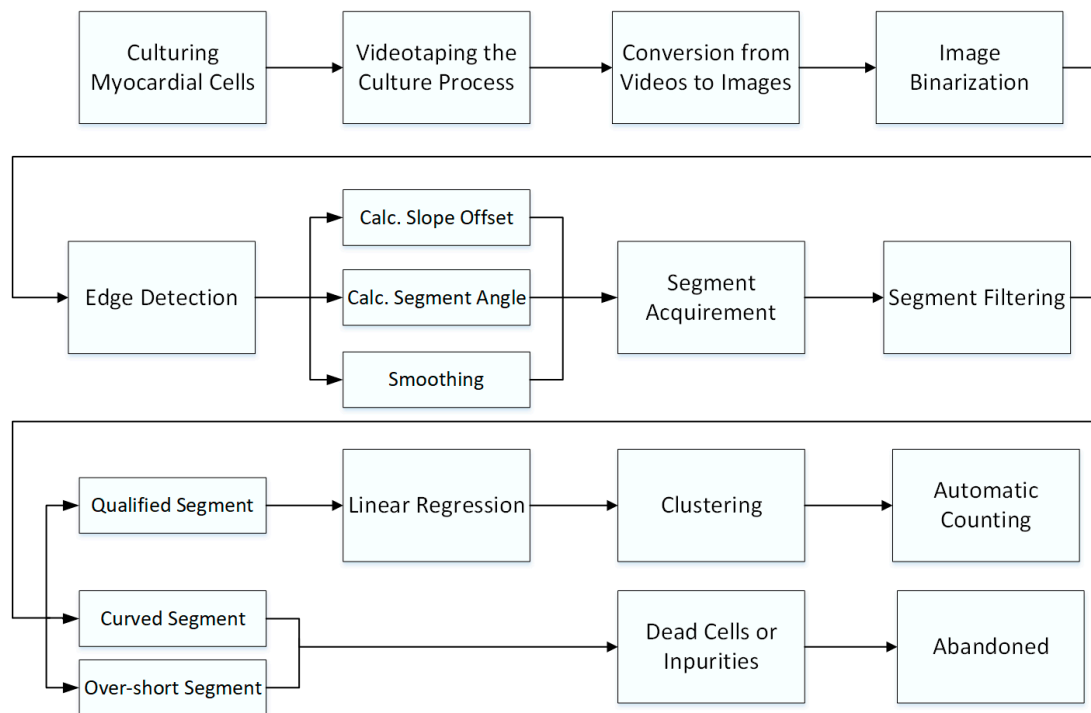 Culturing
Myocardial Cells
Videotaping the
Culture Process
Conversion from
Videos to Images
Image
Binarization
Edge Detection
Calc. Slope Offset
Calc. Segment Angle
Smoothing
Segment
Acquirement
Segment Filtering
Qualified Segment
Linear Regression
Clustering
Automatic
Counting
Curved Segment
Over-short Segment
Dead Cells or
Inpurities
Abandoned